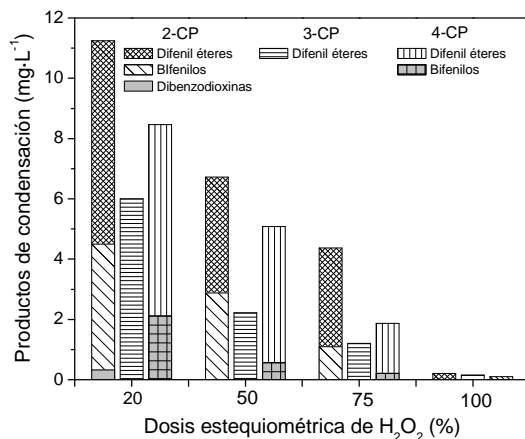 2-CP 3-CP 4-CP
Difenil éteres Difenil éteres Difenil éteres
BIfenilos Bifenilos
Dibenzodioxinas
Productos de condensación (mg·L⁻¹)
12
10
8
6
4
2
0
20 50 75 100
Dosis estequiométrica de H₂O₂ (%)